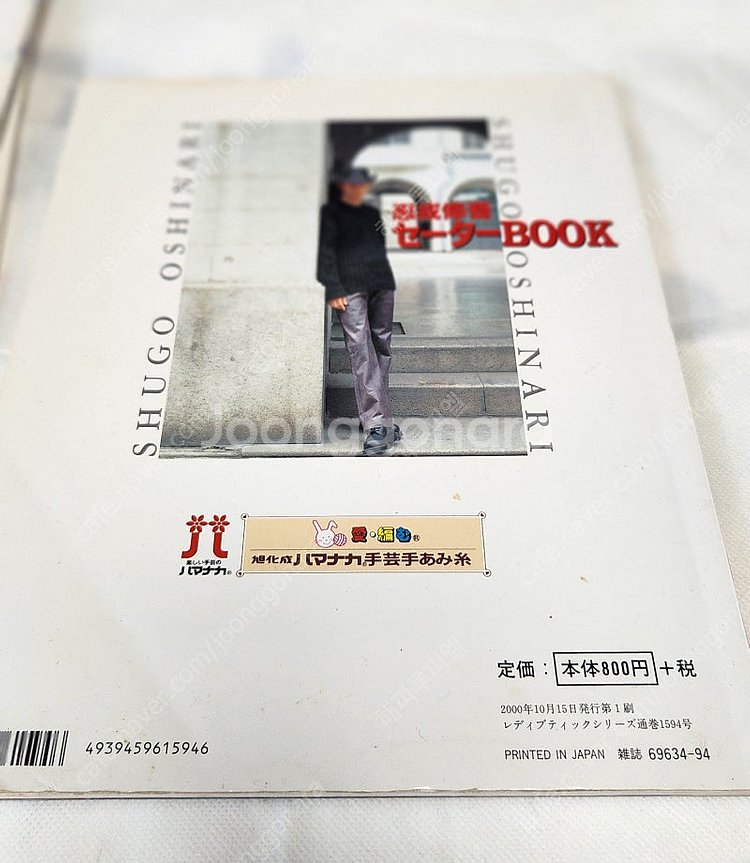 SHUGO OSHINARI
SHUGO OSHINARI
忍成修吾
セーターBOOK
Joonggonara
楽しい手芸の
ハマナカ®
愛・編む®
旭化成 ハマナカ®手芸手あみ糸
定価：本体800円＋税
2000年10月15日発行第1刷
レディブティックシリーズ通巻1594号
4939459615946
PRINTED IN JAPAN 雑誌 69634-94